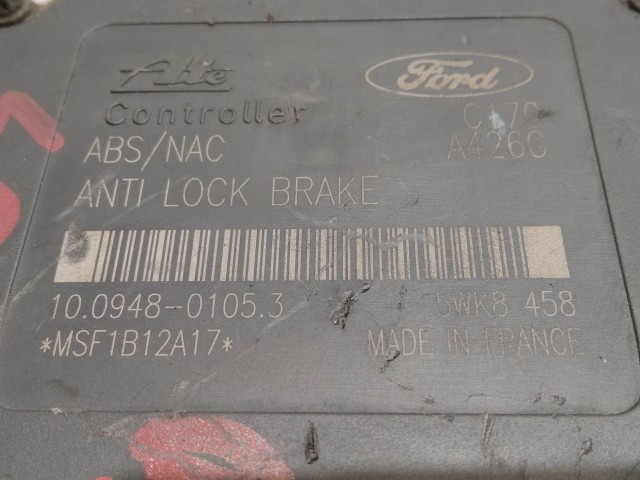 Ate
Ford
Controller
C170
ABS/NAC
A426G
ANTI LOCK BRAKE
10.0948-0105.3
5WK8 458
*MSF1B12A17*
MADE IN FRANCE